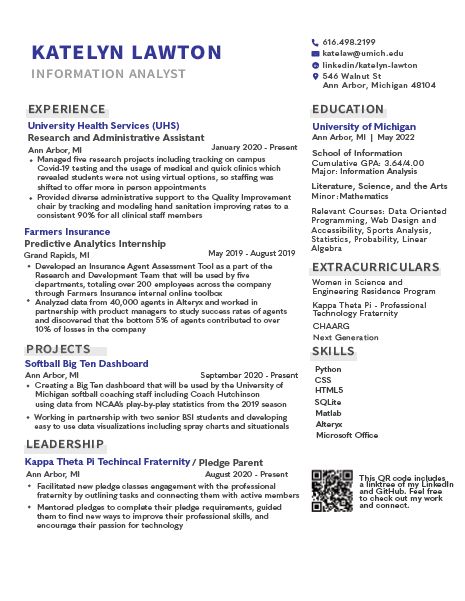 KATELYN LAWTON
INFORMATION ANALYST
616.498.2199
katelaw@umich.edu
linkedin/katelyn-lawton
546 Walnut St
Ann Arbor, Michigan 48104
EXPERIENCE
University Health Services (UHS)
Research and Administrative Assistant
Ann Arbor, MI January 2020 - Present
• Managed five research projects including tracking on campus
Covid-19 testing and the usage of medical and quick clinics which
revealed students were not using virtual options, so staffing was
shifted to offer more in person appointments
• Provided diverse administrative support to the Quality Improvement
chair by tracking and modeling hand sanitation improving rates to a
consistent 90% for all clinical staff members
Farmers Insurance
Predictive Analytics Internship
Grand Rapids, MI May 2019 - August 2019
• Developed an Insurance Agent Assessment Tool as a part of the
Research and Development Team that will be used by five
departments, totaling over 200 employees across the company
through Farmers Insurance internal online toolbox
• Analyzed data from 40,000 agents in Alteryx and worked in
partnership with product managers to study success rates of agents
and discovered that the bottom 5% of agents contributed to over
10% of losses in the company
PROJECTS
Softball Big Ten Dashboard
Ann Arbor, MI September 2020 - Present
• Creating a Big Ten dashboard that will be used by the University of
Michigan softball coaching staff including Coach Hutchinson
using data from NCAA's play-by-play statistics from the 2019 season
• Working in partnership with two senior BSI students and developing
easy to use data visualizations including spray charts and situationals
LEADERSHIP
Kappa Theta Pi Techincal Fraternity / Pledge Parent
Ann Arbor, MI August 2020 - Present
• Facilitated new pledge classes engagement with the professional
fraternity by outlining tasks and connecting them with active members
• Mentored pledges to complete their pledge requirements, guided
them to find new ways to improve their professional skills, and
encourage their passion for technology
EDUCATION
University of Michigan
Ann Arbor, MI | May 2022
School of Information
Cumulative GPA: 3.64/4.00
Major: Information Analysis
Literature, Science, and the Arts
Minor: Mathematics
Relevant Courses: Data Oriented
Programming, Web Design and
Accessibility, Sports Analysis,
Statistics, Probability, Linear
Algebra
EXTRACURRICULARS
Women in Science and
Engineering Residence Program
Kappa Theta Pi - Professional
Technology Fraternity
CHAARG
Next Generation
SKILLS
Python
CSS
HTML5
SQLite
Matlab
Alteryx
Microsoft Office
This QR code includes
a linktree of my LinkedIn
and GitHub. Feel free
to check out my work
and connect.